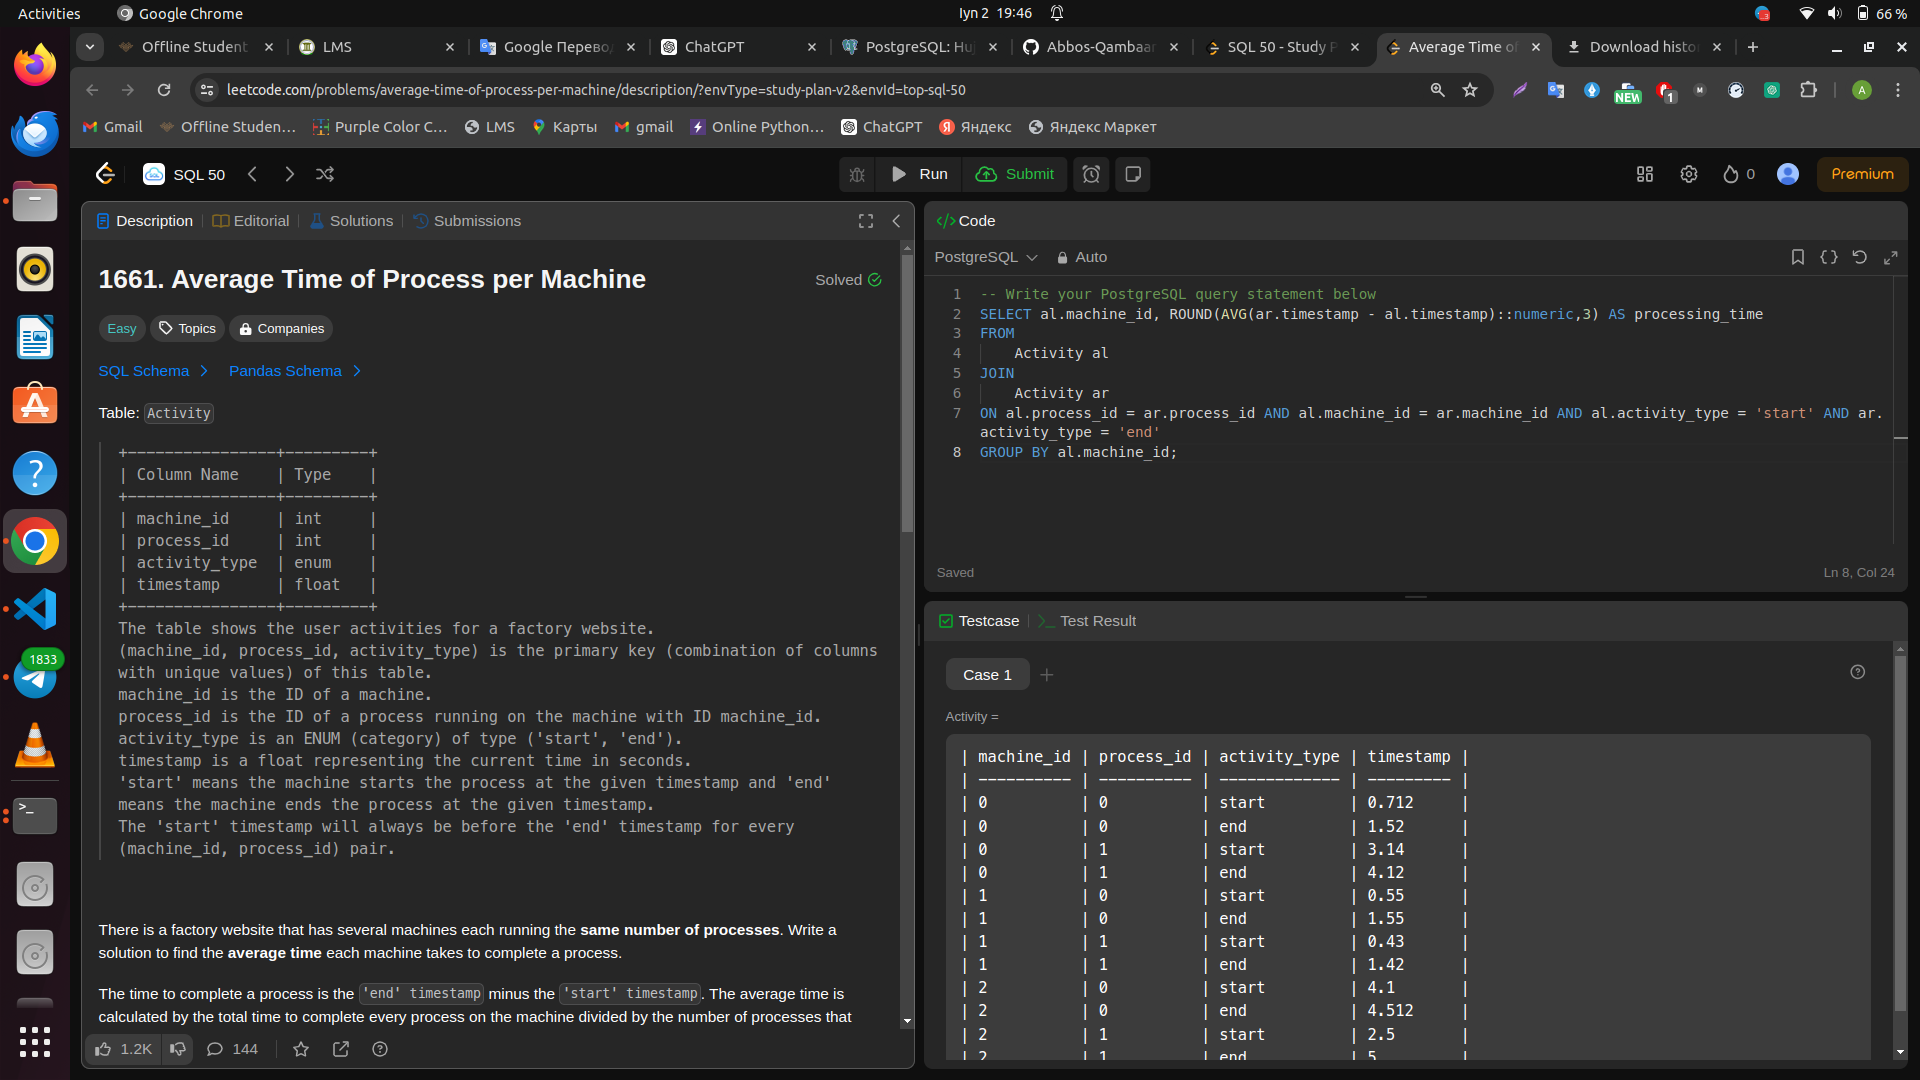 Activities
Google Chrome
Iyn 2 19:46
66 %
Offline Student
LMS
Google Перево
ChatGPT
PostgreSQL: Hu
Abbos-Qambaar
SQL 50 - Study P
Average Time of
Download histo
leetcode.com/problems/average-time-of-process-per-machine/description/?envType=study-plan-v2&envId=top-sql-50
NEW
1
A
Gmail
Offline Studen...
Purple Color C...
LMS
Карты
gmail
Online Python...
ChatGPT
Яндекс
Яндекс Маркет
SQL 50
Run
Submit
0
Premium
Description
Editorial
Solutions
Submissions
1661. Average Time of Process per Machine
Solved
Easy
Topics
Companies
SQL Schema
Pandas Schema
Table: Activity
+----------------+---------+
| Column Name    | Type    |
+----------------+---------+
| machine_id     | int     |
| process_id     | int     |
| activity_type  | enum    |
| timestamp      | float   |
+----------------+---------+
The table shows the user activities for a factory website.
(machine_id, process_id, activity_type) is the primary key (combination of columns
with unique values) of this table.
machine_id is the ID of a machine.
process_id is the ID of a process running on the machine with ID machine_id.
activity_type is an ENUM (category) of type ('start', 'end').
timestamp is a float representing the current time in seconds.
'start' means the machine starts the process at the given timestamp and 'end'
means the machine ends the process at the given timestamp.
The 'start' timestamp will always be before the 'end' timestamp for every
(machine_id, process_id) pair.
There is a factory website that has several machines each running the same number of processes. Write a
solution to find the average time each machine takes to complete a process.
The time to complete a process is the 'end' timestamp minus the 'start' timestamp. The average time is
calculated by the total time to complete every process on the machine divided by the number of processes that
1.2K
144
1833
Code
PostgreSQL
Auto
1 -- Write your PostgreSQL query statement below
2 SELECT al.machine_id, ROUND(AVG(ar.timestamp - al.timestamp)::numeric,3) AS processing_time
3 FROM
4     Activity al
5 JOIN
6     Activity ar
7 ON al.process_id = ar.process_id AND al.machine_id = ar.machine_id AND al.activity_type = 'start' AND ar.
activity_type = 'end'
8 GROUP BY al.machine_id;
Saved
Ln 8, Col 24
Testcase
Test Result
Case 1
Activity =
| machine_id | process_id | activity_type | timestamp |
| ---------- | ---------- | ------------- | --------- |
| 0          | 0          | start         | 0.712     |
| 0          | 0          | end           | 1.52      |
| 0          | 1          | start         | 3.14      |
| 0          | 1          | end           | 4.12      |
| 1          | 0          | start         | 0.55      |
| 1          | 0          | end           | 1.55      |
| 1          | 1          | start         | 0.43      |
| 1          | 1          | end           | 1.42      |
| 2          | 0          | start         | 4.1       |
| 2          | 0          | end           | 4.512     |
| 2          | 1          | start         | 2.5       |
| 2          | 1          | end           | 5         |